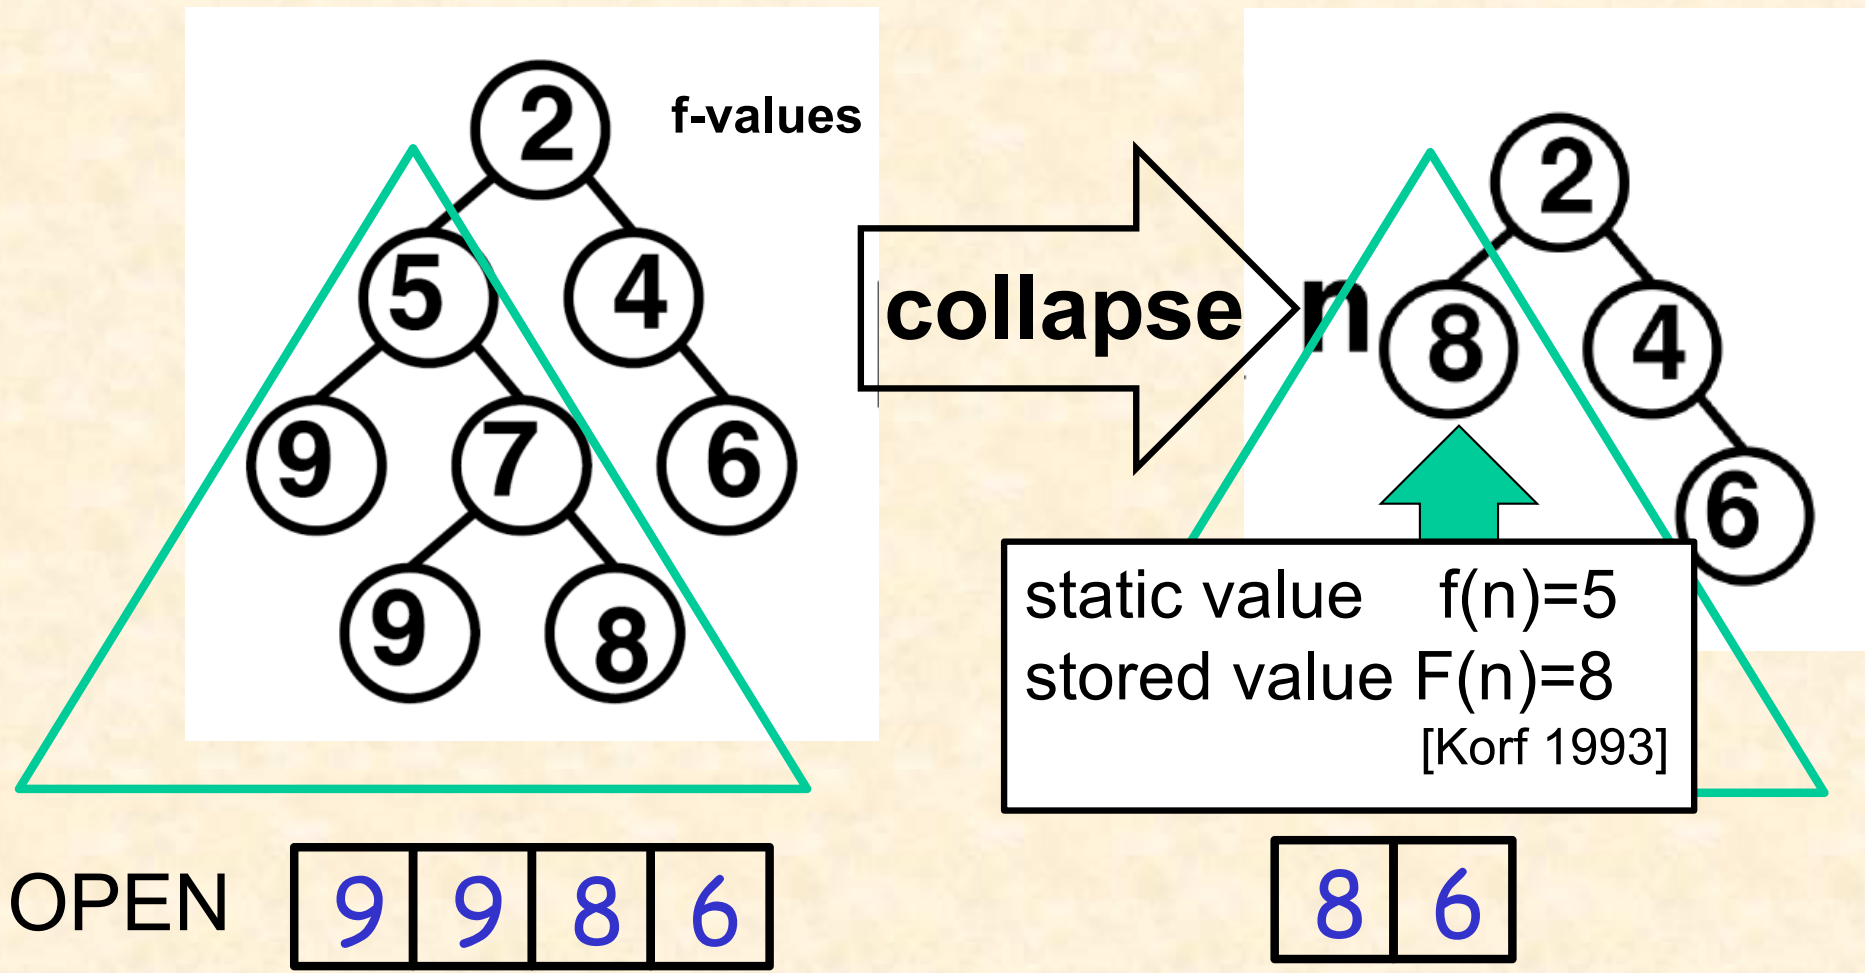 2
f-values
5 4
9 7 6
9 8
collapse
n
2
8 4
6
static value f(n)=5
stored value F(n)=8
[Korf 1993]
OPEN 9 9 8 6
8 6